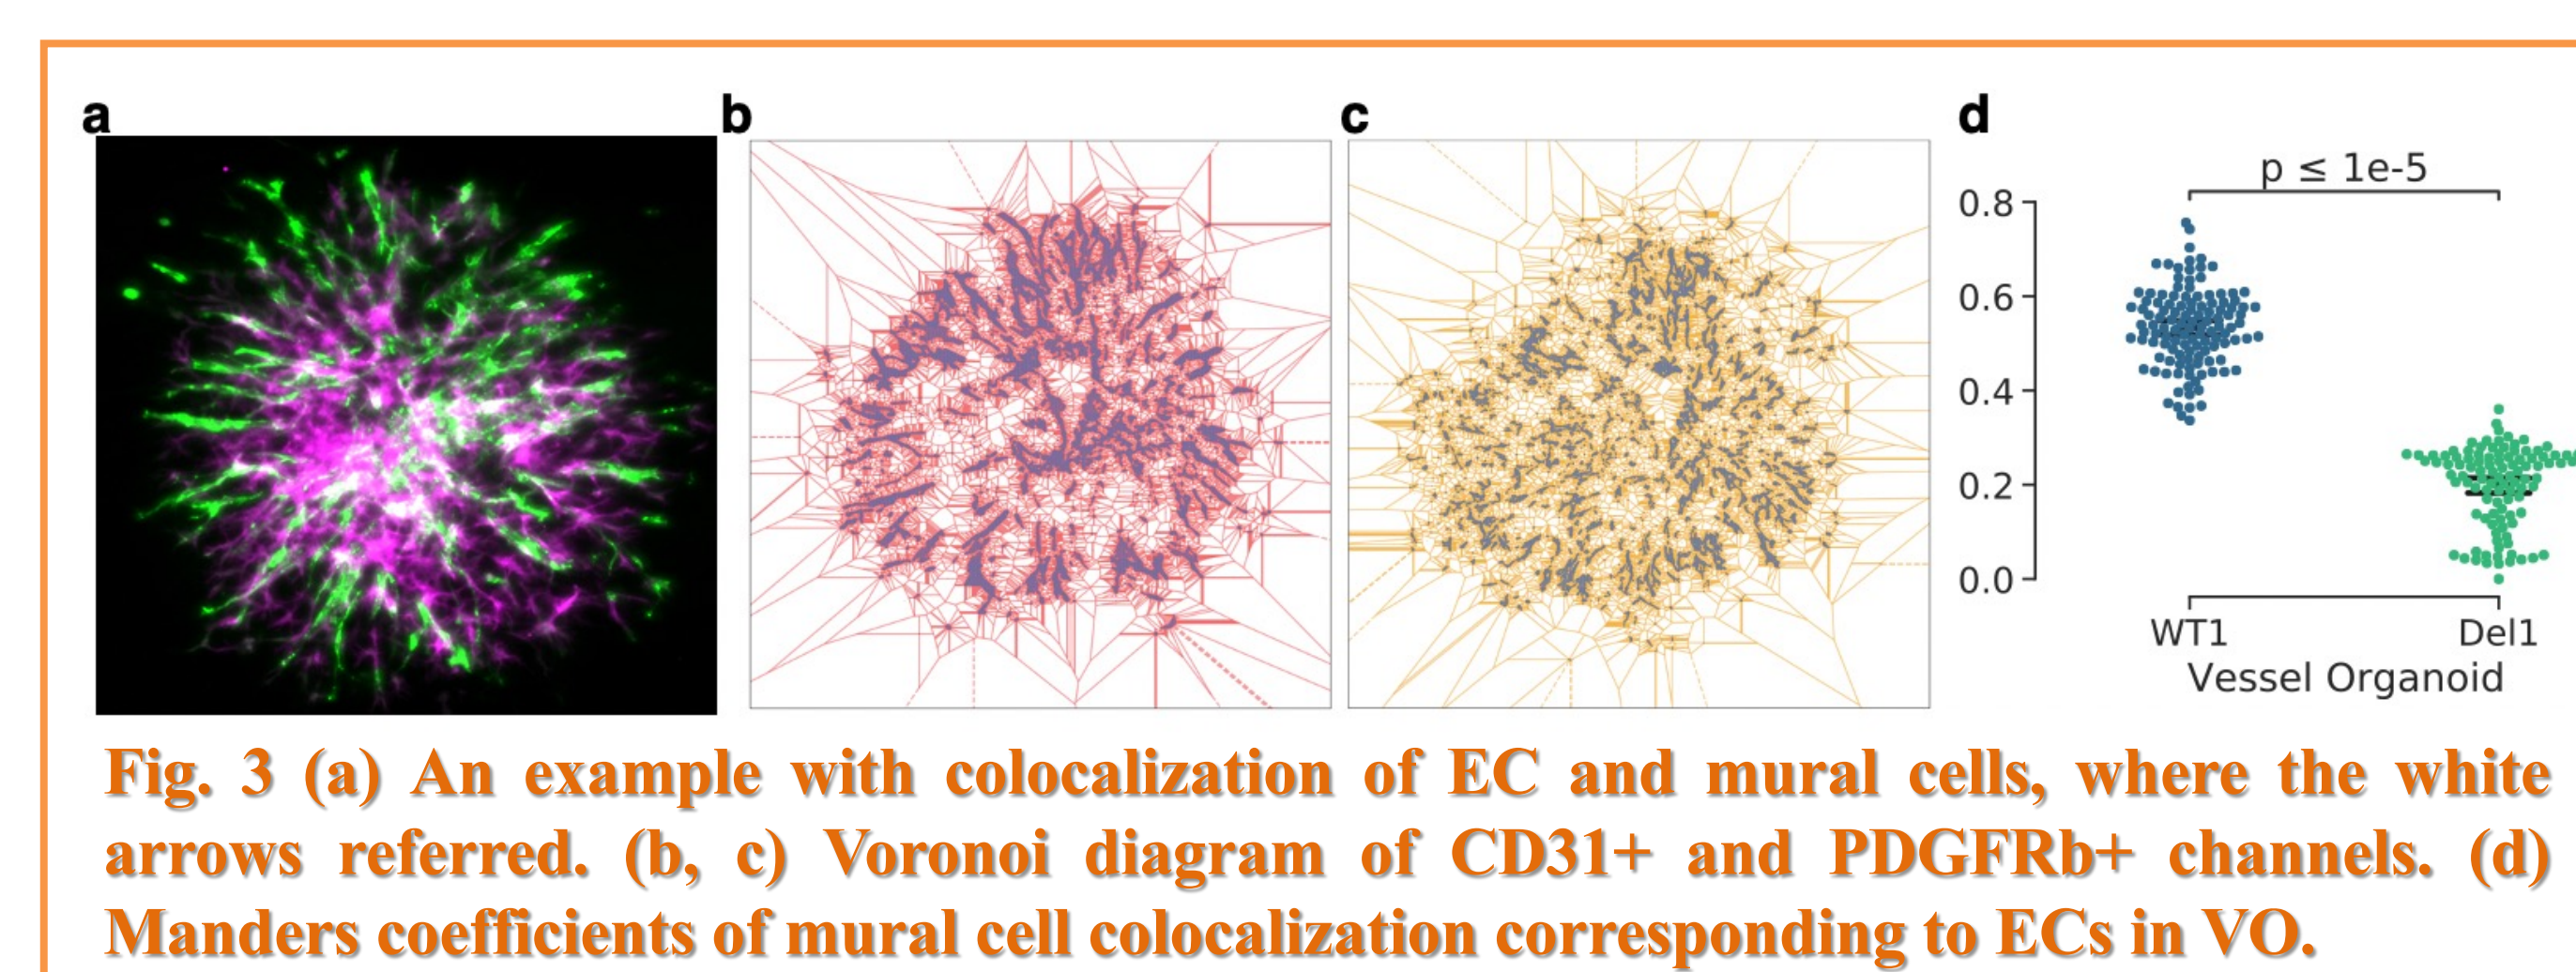 a
b
c
d
p ≤ 1e-5
0.8
0.6
0.4
0.2
0.0
WT1
Del1
Vessel Organoid
Fig. 3 (a) An example with colocalization of EC and mural cells, where the white
arrows referred. (b, c) Voronoi diagram of CD31+ and PDGFRb+ channels. (d)
Manders coefficients of mural cell colocalization corresponding to ECs in VO.